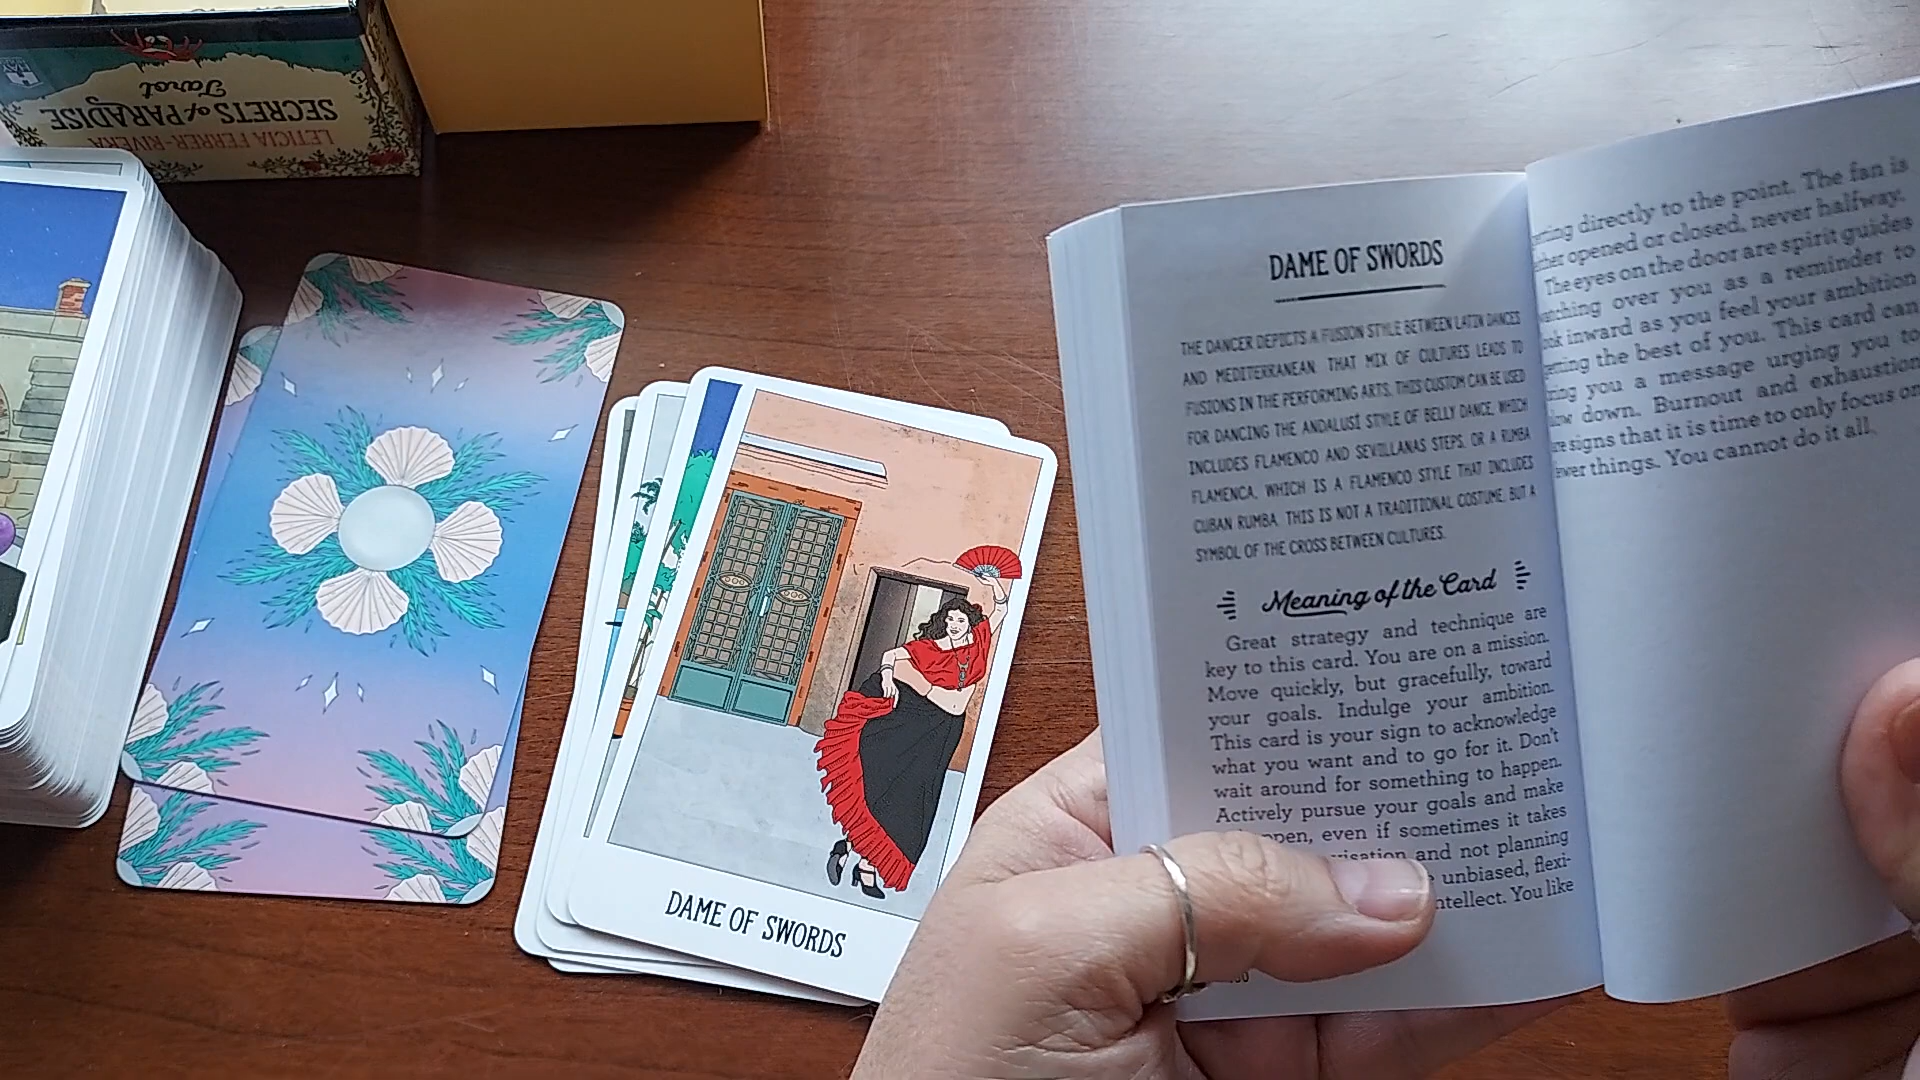 LETICIA FERRER-RIVERA
SECRETS of PARADISE
Tarot
DAME OF SWORDS
DAME OF SWORDS
THE DANCER DEPICTS A FUSION STYLE BETWEEN LATIN DANCES
AND MEDITERRANEAN. THAT MIX OF CULTURES LEADS TO
FUSIONS IN THE PERFORMING ARTS. THIS CUSTOM CAN BE USED
FOR DANCING THE ANDALUSI STYLE OF BELLY DANCE, WHICH
INCLUDES FLAMENCO AND SEVILLANAS STEPS, OR A RUMBA
FLAMENCA, WHICH IS A FLAMENCO STYLE THAT INCLUDES
CUBAN RUMBA. THIS IS NOT A TRADITIONAL COSTUME, BUT A
SYMBOL OF THE CROSS BETWEEN CULTURES.
Meaning of the Card
Great strategy and technique are
key to this card. You are on a mission.
Move quickly, but gracefully, toward
your goals. Indulge your ambition.
This card is your sign to acknowledge
what you want and to go for it. Don't
wait around for something to happen.
Actively pursue your goals and make
even if sometimes it takes
and not planning
unbiased, flexi-
intellect. You like
directly to the point. The fan is
opened or closed, never halfway.
The eyes on the door are spirit guides
over you as a reminder to
inward as you feel your ambition
the best of you. This card can
you a message urging you to
down. Burnout and exhaustion
signs that it is time to only focus on
things. You cannot do it all.